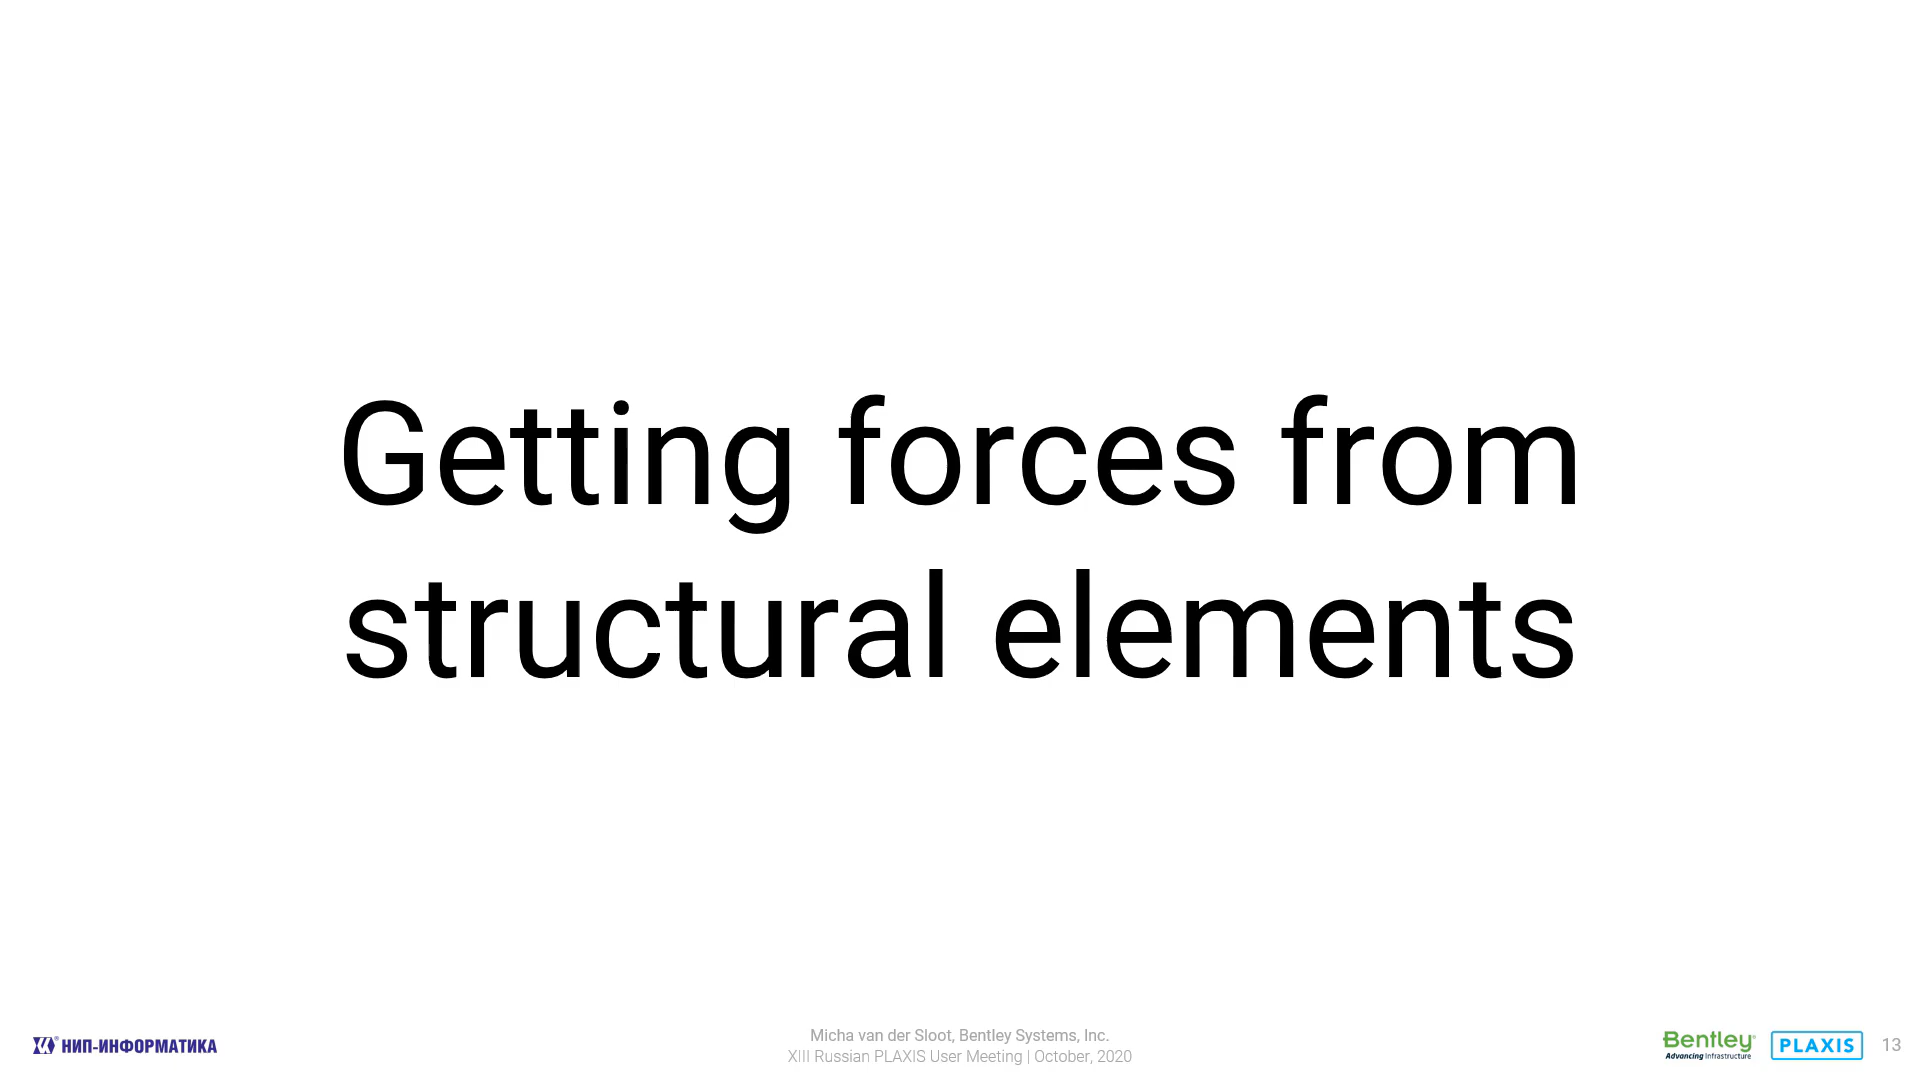 Getting forces from
structural elements
НИП-ИНФОРМАТИКА
Micha van der Sloot, Bentley Systems, Inc.
XIII Russian PLAXIS User Meeting | October, 2020
Bentley®
Advancing Infrastructure
PLAXIS
13